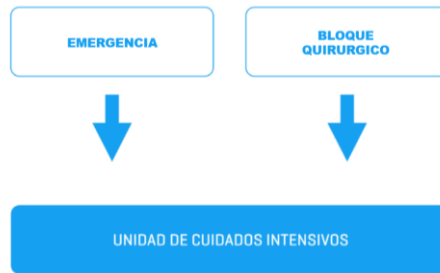 EMERGENCIA
BLOQUE
QUIRURGICO
UNIDAD DE CUIDADOS INTENSIVOS